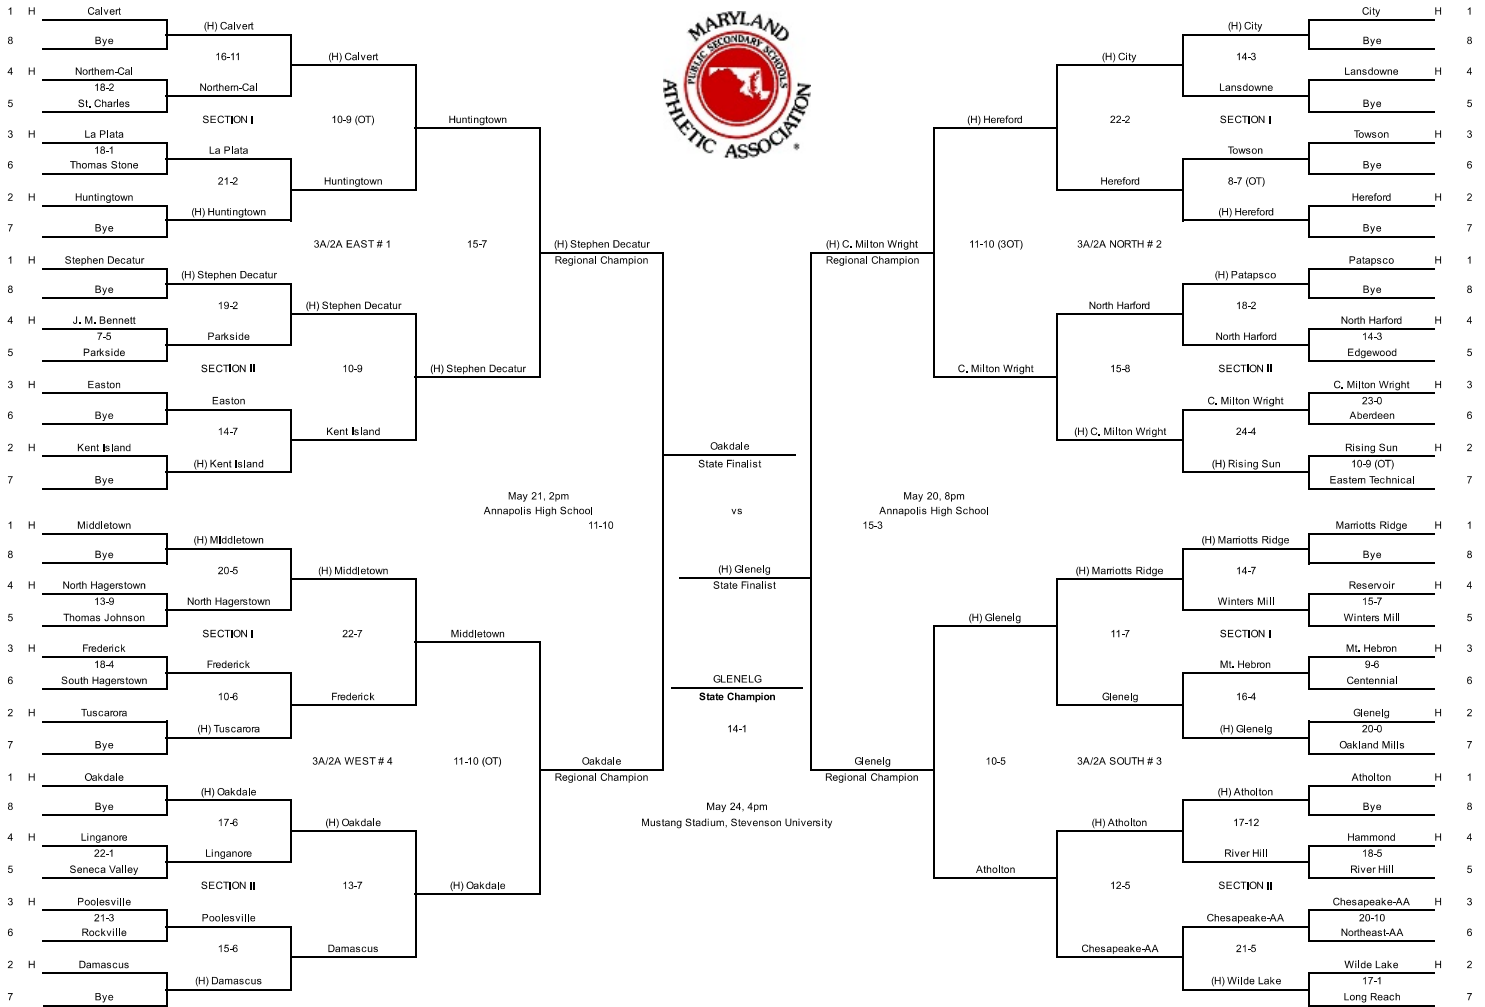 MARYLAND
PUBLIC SECONDARY SCHOOLS
ATHLETIC ASSOCIATION
®
1 H Calvert
8 Bye
(H) Calvert
16-11
4 H Northern-Cal
18-2
5 St. Charles
Northern-Cal
(H) Calvert
SECTION I
10-9 (OT)
3 H La Plata
18-1
6 Thomas Stone
La Plata
21-2
2 H Huntingtown
7 Bye
(H) Huntingtown
Huntingtown
Huntingtown
3A/2A EAST # 1
15-7
1 H Stephen Decatur
8 Bye
(H) Stephen Decatur
19-2
4 H J. M. Bennett
7-5
5 Parkside
Parkside
(H) Stephen Decatur
SECTION II
10-9
3 H Easton
6 Bye
Easton
14-7
2 H Kent Island
7 Bye
(H) Kent Island
Kent Island
(H) Stephen Decatur
(H) Stephen Decatur
Regional Champion
1 H Middletown
8 Bye
(H) Middletown
20-5
4 H North Hagerstown
13-9
5 Thomas Johnson
North Hagerstown
(H) Middletown
SECTION I
22-7
3 H Frederick
18-4
6 South Hagerstown
Frederick
10-6
2 H Tuscarora
7 Bye
(H) Tuscarora
Frederick
Middletown
3A/2A WEST # 4
11-10 (OT)
1 H Oakdale
8 Bye
(H) Oakdale
17-6
4 H Linganore
22-1
5 Seneca Valley
Linganore
(H) Oakdale
SECTION II
13-7
3 H Poolesville
21-3
6 Rockville
Poolesville
15-6
2 H Damascus
7 Bye
(H) Damascus
Damascus
(H) Oakdale
Oakdale
Regional Champion
May 21, 2pm
Annapolis High School
11-10
Oakdale
State Finalist
vs
(H) Glenelg
State Finalist
GLENELG
State Champion
14-1
May 24, 4pm
Mustang Stadium, Stevenson University
May 20, 8pm
Annapolis High School
15-3
City H 1
Bye 8
(H) City
14-3
Lansdowne H 4
Bye 5
Lansdowne
(H) City
SECTION I
22-2
Towson H 3
Bye 6
Towson
8-7 (OT)
Hereford H 2
Bye 7
(H) Hereford
Hereford
(H) Hereford
11-10 (3OT)
3A/2A NORTH # 2
Patapsco H 1
Bye 8
(H) Patapsco
18-2
North Harford H 4
14-3
Edgewood 5
North Harford
North Harford
SECTION II
15-8
C. Milton Wright H 3
23-0
Aberdeen 6
C. Milton Wright
24-4
Rising Sun H 2
10-9 (OT)
Eastern Technical 7
(H) Rising Sun
(H) C. Milton Wright
C. Milton Wright
(H) C. Milton Wright
Regional Champion
Marriotts Ridge H 1
Bye 8
(H) Marriotts Ridge
14-7
Reservoir H 4
15-7
Winters Mill 5
Winters Mill
(H) Marriotts Ridge
SECTION I
11-7
Mt. Hebron H 3
9-6
Centennial 6
Mt. Hebron
16-4
Glenelg H 2
20-0
Oakland Mills 7
(H) Glenelg
Glenelg
(H) Glenelg
10-5
3A/2A SOUTH # 3
Atholton H 1
Bye 8
(H) Atholton
17-12
Hammond H 4
18-5
River Hill 5
River Hill
(H) Atholton
SECTION II
12-5
Chesapeake-AA H 3
20-10
Northeast-AA 6
Chesapeake-AA
21-5
Wilde Lake H 2
17-1
Long Reach 7
(H) Wilde Lake
Chesapeake-AA
Atholton
Glenelg
Regional Champion